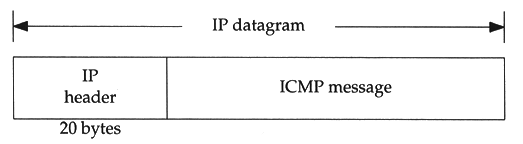 IP datagram
IP
header
ICMP message
20 bytes